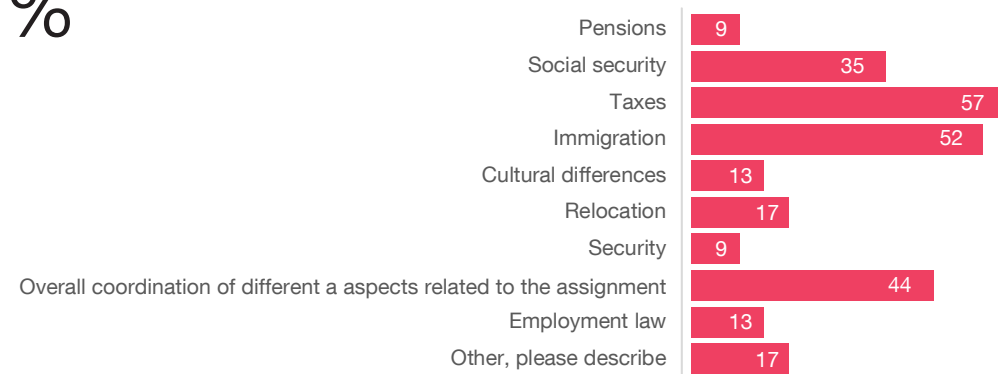 %
Pensions 9
Social security 35
Taxes 57
Immigration 52
Cultural differences 13
Relocation 17
Security 9
Overall coordination of different a aspects related to the assignment 44
Employment law 13
Other, please describe 17